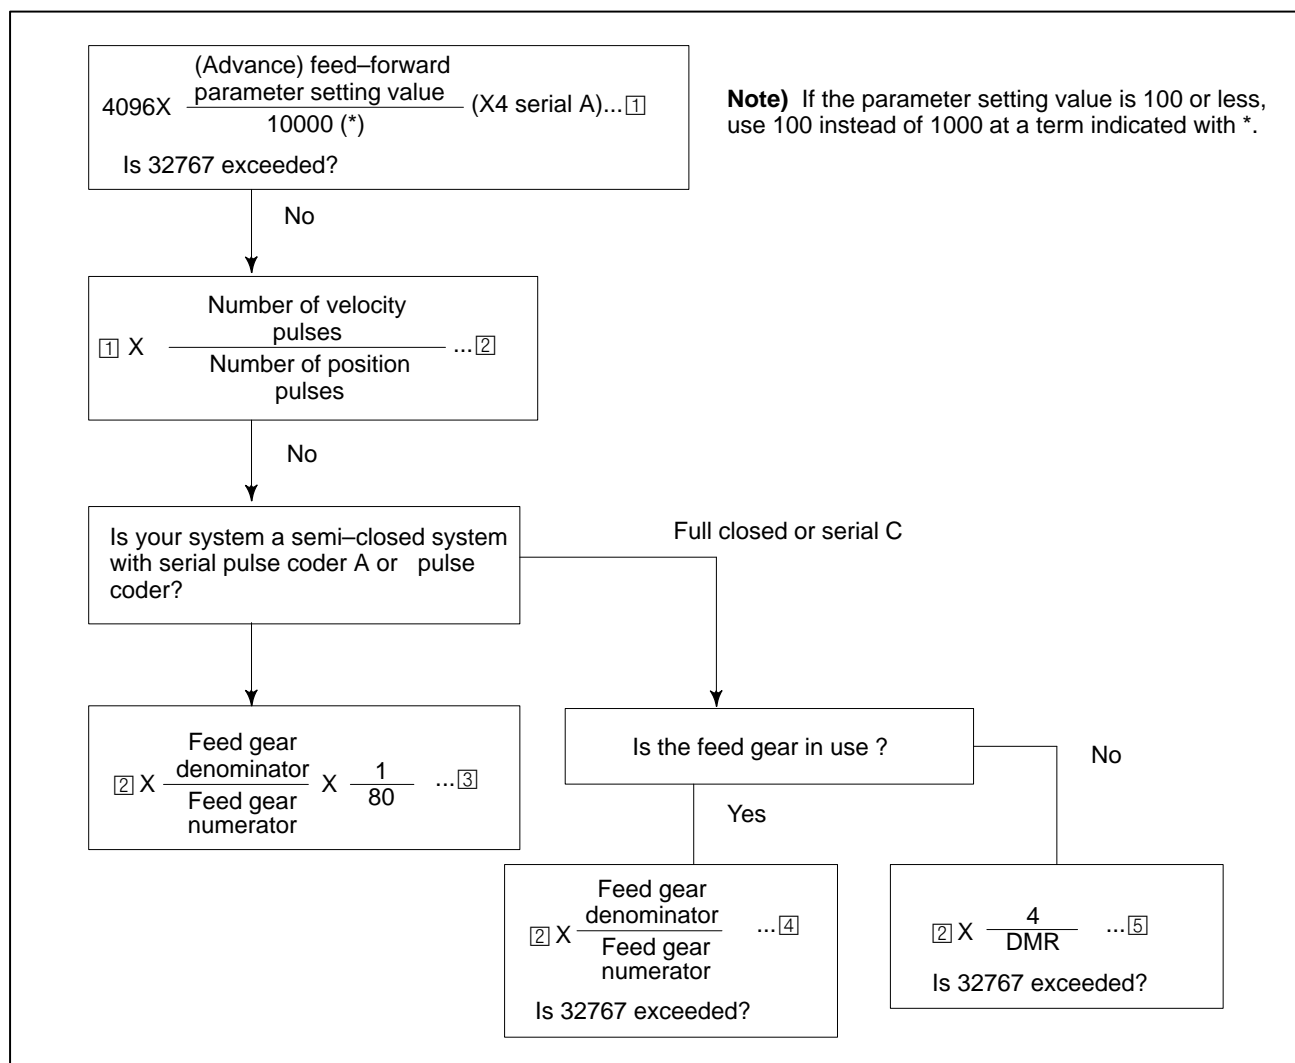 (Advance) feed–forward
parameter setting value
4096X
(X4 serial A)...1
10000 (*)
Is 32767 exceeded?
Note) If the parameter setting value is 100 or less,
use 100 instead of 1000 at a term indicated with *.
No
Number of velocity
pulses
1 X
...2
Number of position
pulses
No
Is your system a semi–closed system
with serial pulse coder A or pulse
coder?
Full closed or serial C
Feed gear
denominator
2 X
Feed gear
numerator
X
1
80
...3
Is the feed gear in use ?
No
Yes
Feed gear
denominator
2 X
Feed gear
numerator
...4
Is 32767 exceeded?
2 X
4
DMR
...5
Is 32767 exceeded?